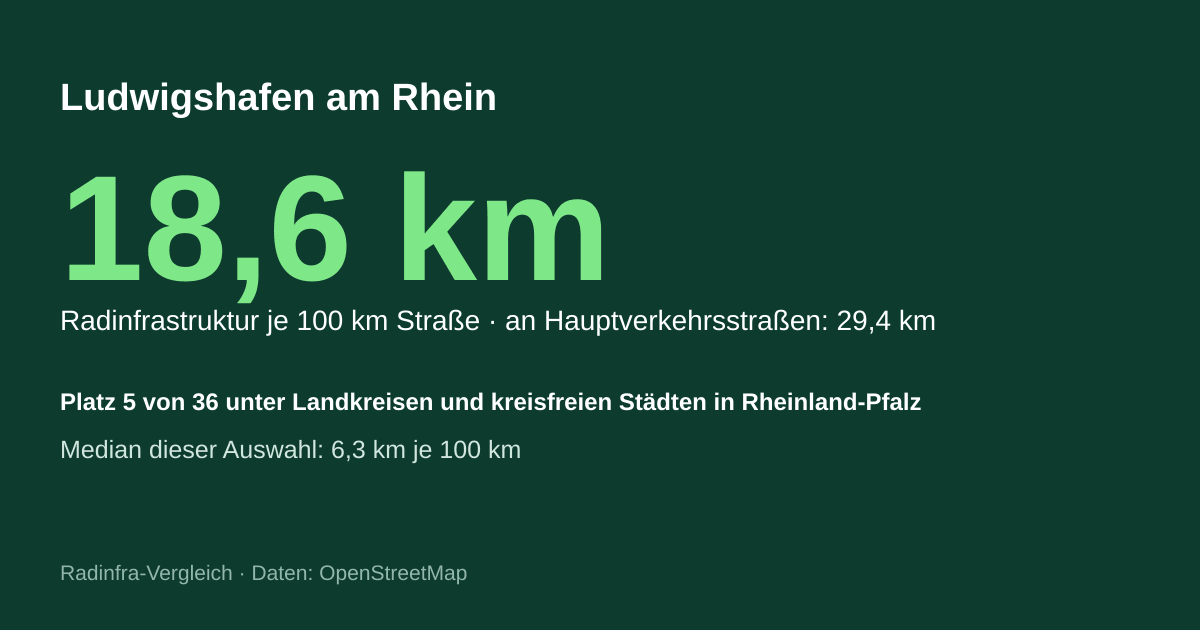 Ludwigshafen am Rhein
18,6 km
Radinfrastruktur je 100 km Straße · an Hauptverkehrsstraßen: 29,4 km
Platz 5 von 36 unter Landkreisen und kreisfreien Städten in Rheinland-Pfalz
Median dieser Auswahl: 6,3 km je 100 km
Radinfra-Vergleich · Daten: OpenStreetMap